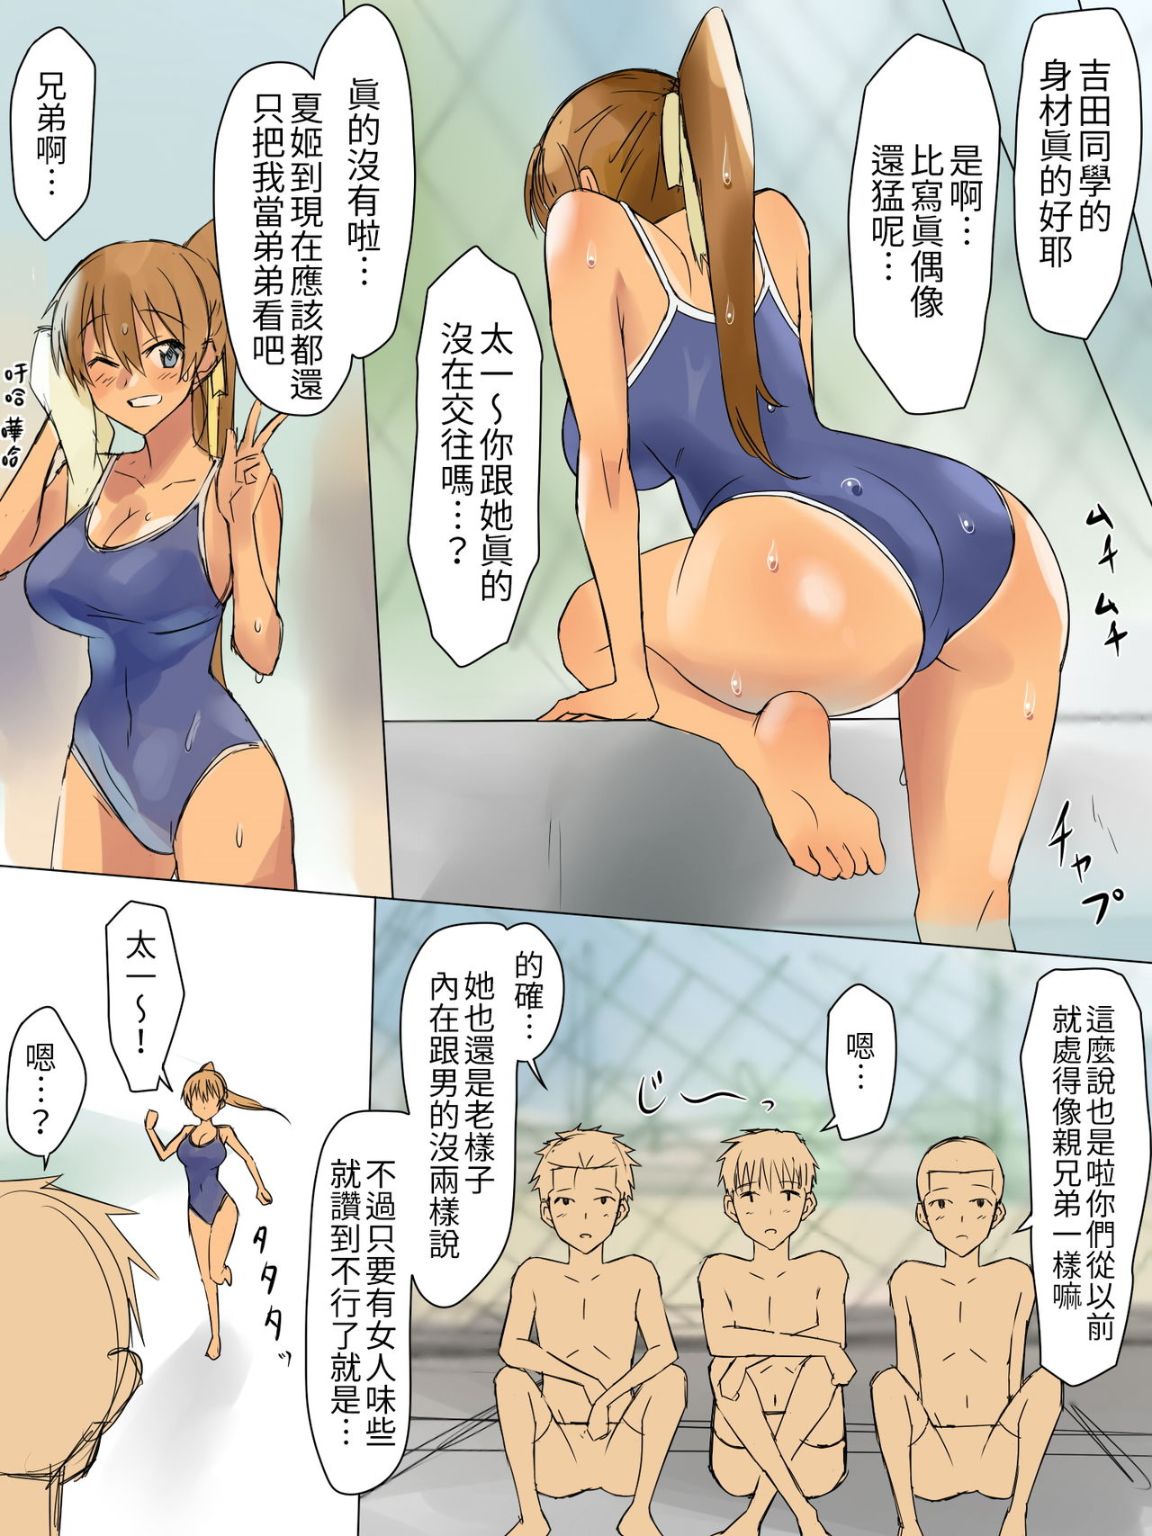 吉田同學的
身材眞的好耶
是啊…
比寫眞偶像
還猛呢…
ムチ
ムチ
チャプ
太一～你跟她眞的
沒在交往嗎…？
眞的沒有啦…
夏姬到現在應該都還
只把我當弟弟看吧
兄弟啊…
吁哈
嘩哈
這麼說也是啦你們從以前
就處得像親兄弟一樣嘛
嗯…
じーっ
的確…
她也還是老樣子
內在跟男的沒兩樣說
不過只要有女人味些
就讚到不行了就是…
太一～！
タタタッ
嗯…？